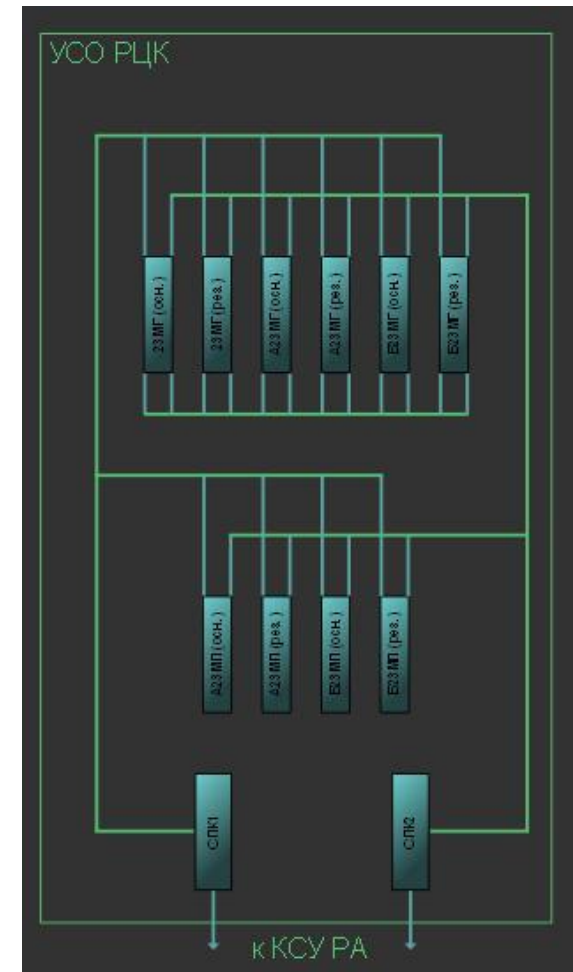 УСО РЦК
23 МГ (осн.)
23 МГ (рез.)
А23 МГ (осн.)
А23 МГ (рез.)
Б23 МГ (осн.)
Б23 МГ (рез.)
А23 МП (осн.)
А23 МП (рез.)
Б23 МП (осн.)
Б23 МП (рез.)
СПК1
СПК2
к КСУ РА